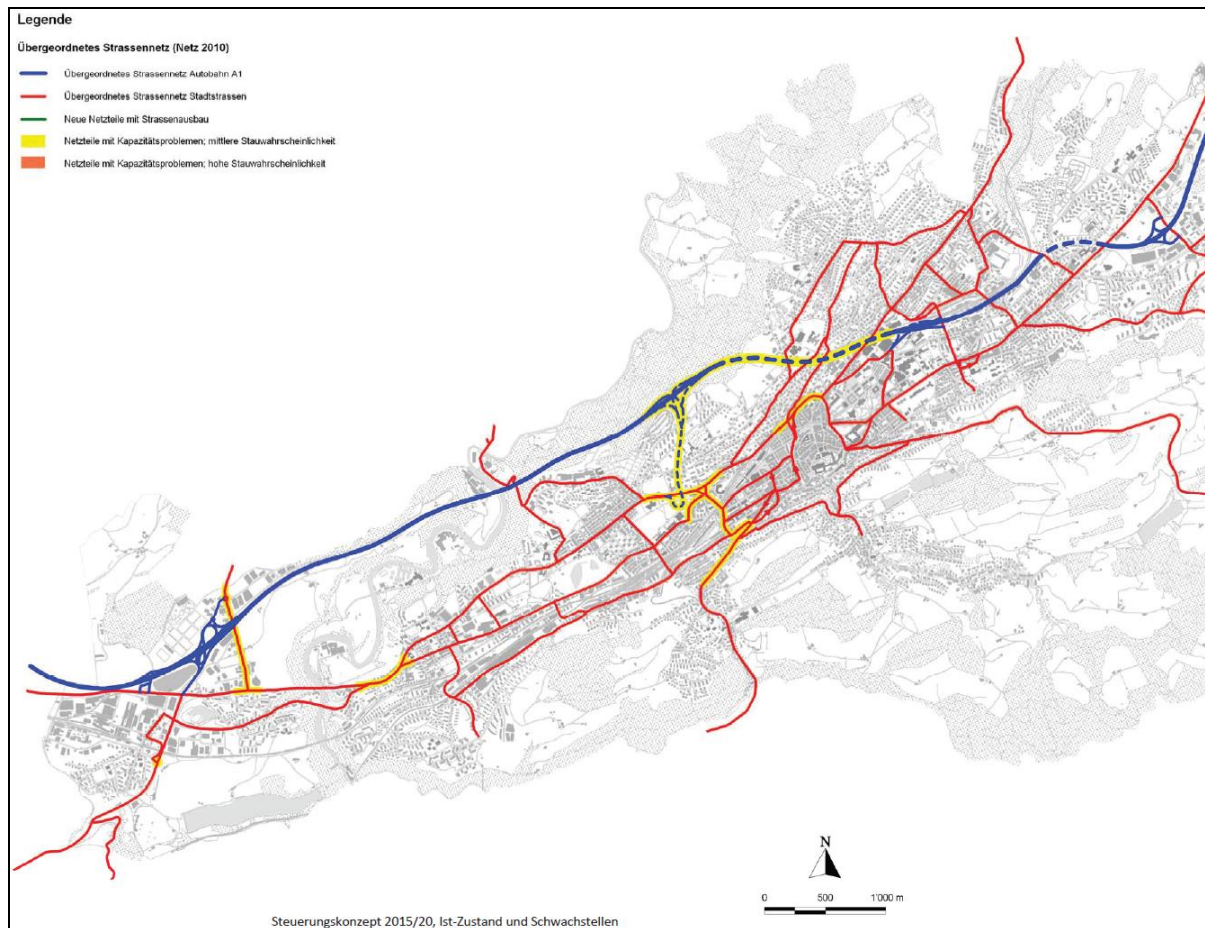 Legende
Übergeordnetes Strassennetz (Netz 2010)
Übergeordnetes Strassennetz Autobahn A1
Übergeordnetes Strassennetz Stadtstrassen
Neue Netzteile mit Strassenausbau
Netzteile mit Kapazitätsproblemen; mittlere Stauwahrscheinlichkeit
Netzteile mit Kapazitätsproblemen; hohe Stauwahrscheinlichkeit
N
0 500 1'000 m
Steuerungskonzept 2015/20, Ist-Zustand und Schwachstellen